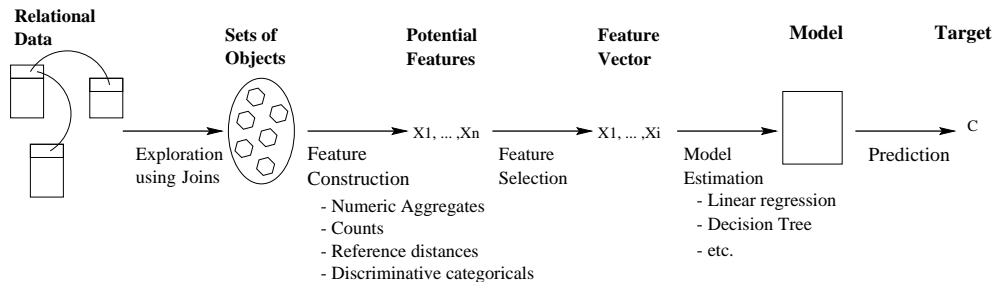 Relational
Data
Sets of
Objects
Potential
Features
Feature
Vector
Model
Target
X1, ... ,Xn
X1, ... ,Xi
C
Exploration
using Joins
Feature
Construction
- Numeric Aggregates
- Counts
- Reference distances
- Discriminative categoricals
Feature
Selection
Model
Estimation
- Linear regression
- Decision Tree
- etc.
Prediction